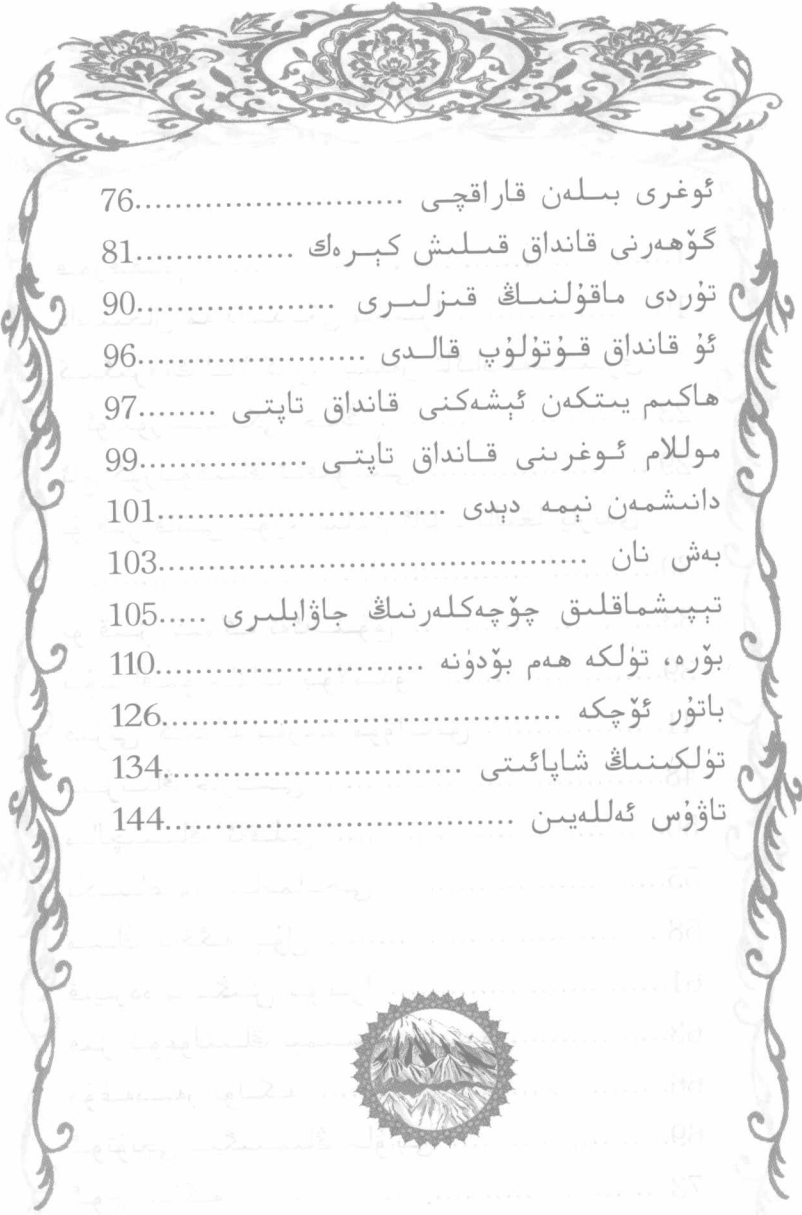 ئوغرى بىلەن قاراقچى ..........................76
گۆھەرنى قانداق قىلىش كېرەك ................81
تۇردى ماقۇلنىڭ قىزلىرى ....................90
ئۇ قانداق قۇتۇلۇپ قالدى .......................96
ھاكىم يىتكەن ئېشەكنى قانداق تاپتى ........97
موللام ئوغرىنى قانداق تاپتى .................99
دانىشمەن نېمە دېدى ............................101
بەش نان .........................................103
تېپىشماقلىق چۆچەكلەرنىڭ جاۋابلىرى .....105
بۆرە، تۈلكە ھەم بۆدۈنە ...........................110
باتۇر ئۆچكە ........................................126
تۈلكىنىڭ شاپائىتى ..............................134
تاۋۇس ئەللەيىن ...................................144